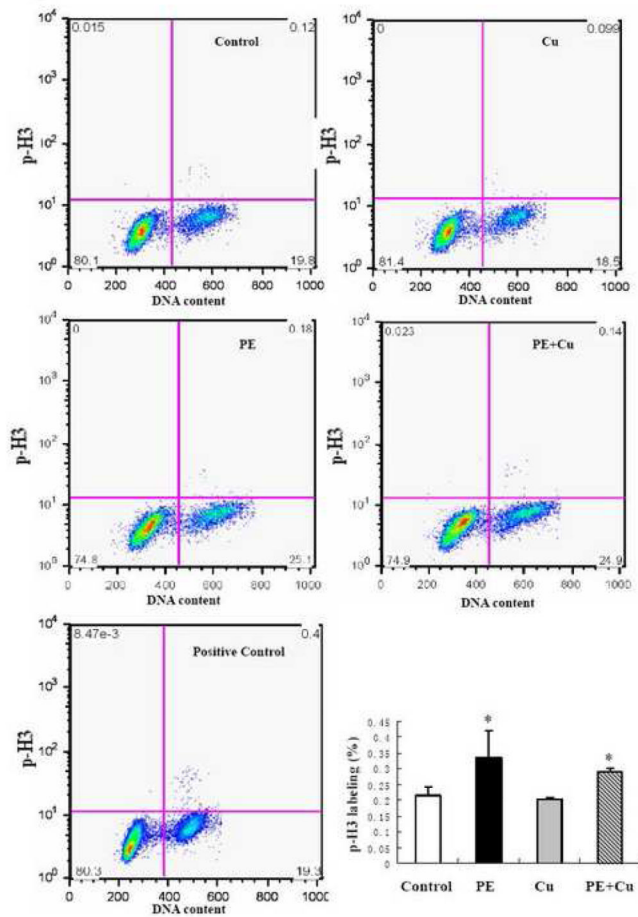 0.015 0.12
Control
10⁴
10³
10²
10¹
10⁰
p-H3
80.1 19.8
0 200 400 600 800 1000
DNA content
0 0.099
Cu
10⁴
10³
10²
10¹
10⁰
p-H3
81.4 18.5
0 200 400 600 800 1000
DNA content
0 0.18
PE
10⁴
10³
10²
10¹
10⁰
p-H3
74.8 25.1
0 200 400 600 800 1000
DNA content
0.023 0.14
PE+Cu
10⁴
10³
10²
10¹
10⁰
p-H3
74.9 24.9
0 200 400 600 800 1000
DNA content
8.47e-3 0.4
Positive Control
10⁴
10³
10²
10¹
10⁰
p-H3
80.3 19.3
0 200 400 600 800 1000
DNA content
p-H3 labeling (%)
0.45
0.4
0.35
0.3
0.25
0.2
0.15
0.1
0.05
0
* *
Control PE Cu PE+Cu